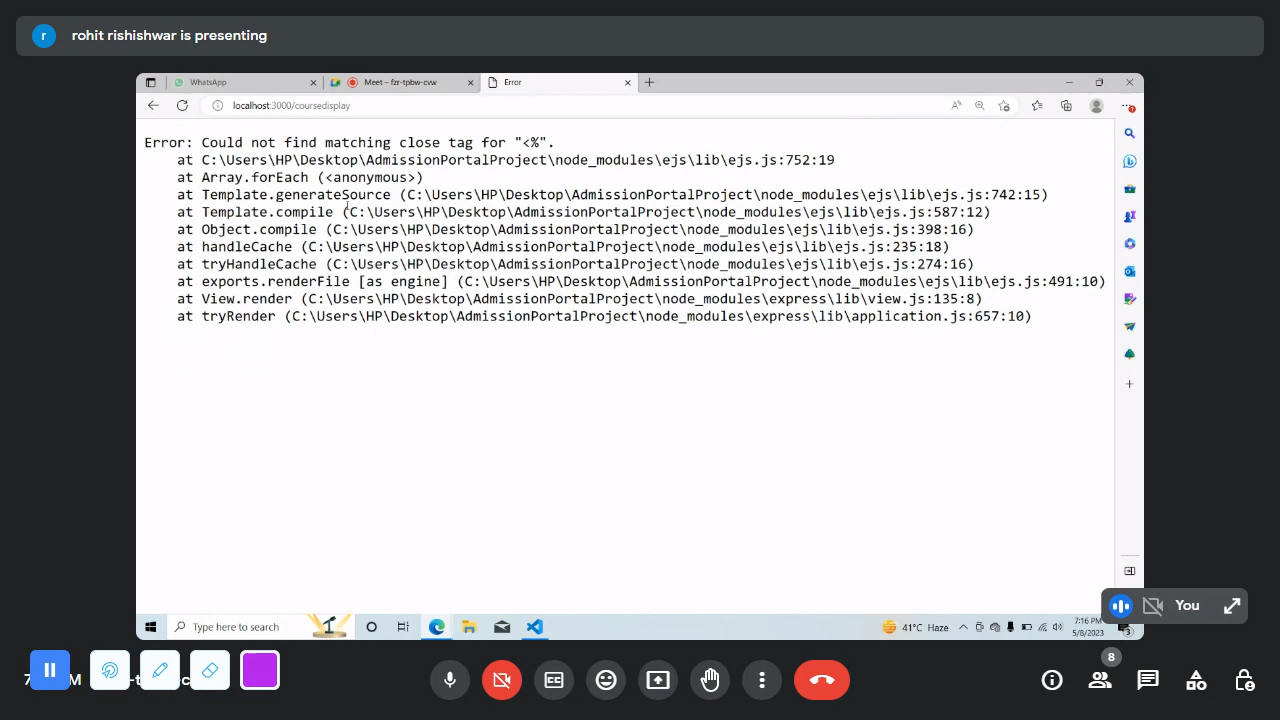 r rohit rishishwar is presenting
WhatsApp
Meet – fzr-tpbw-cvw
Error
localhost:3000/coursedisplay
Error: Could not find matching close tag for "<%".
at C:\Users\HP\Desktop\AdmissionPortalProject\node_modules\ejs\lib\ejs.js:752:19
at Array.forEach (<anonymous>)
at Template.generateSource (C:\Users\HP\Desktop\AdmissionPortalProject\node_modules\ejs\lib\ejs.js:742:15)
at Template.compile (C:\Users\HP\Desktop\AdmissionPortalProject\node_modules\ejs\lib\ejs.js:587:12)
at Object.compile (C:\Users\HP\Desktop\AdmissionPortalProject\node_modules\ejs\lib\ejs.js:398:16)
at handleCache (C:\Users\HP\Desktop\AdmissionPortalProject\node_modules\ejs\lib\ejs.js:235:18)
at tryHandleCache (C:\Users\HP\Desktop\AdmissionPortalProject\node_modules\ejs\lib\ejs.js:274:16)
at exports.renderFile [as engine] (C:\Users\HP\Desktop\AdmissionPortalProject\node_modules\ejs\lib\ejs.js:491:10)
at View.render (C:\Users\HP\Desktop\AdmissionPortalProject\node_modules\express\lib\view.js:135:8)
at tryRender (C:\Users\HP\Desktop\AdmissionPortalProject\node_modules\express\lib\application.js:657:10)
You
Type here to search
41°C Haze
7:16 PM
5/8/2023
3
8